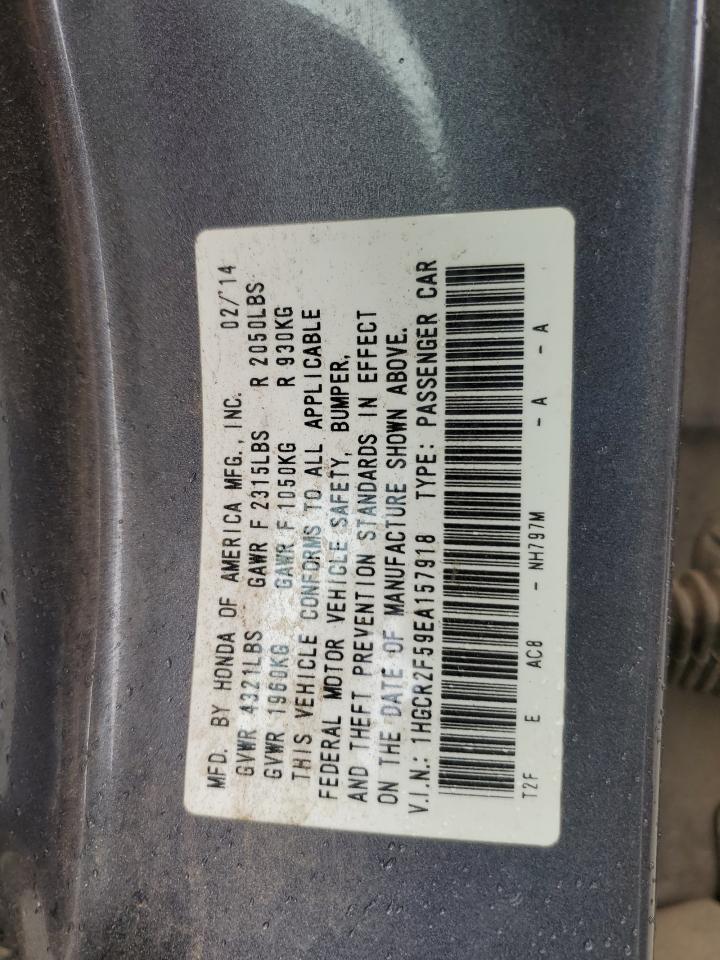 MFD. BY HONDA OF AMERICA MFG., INC. 02/'14
GVWR 4321LBS GAWR F 2315LBS R 2050LBS
GVWR 1960KG GAWR F 1050KG R 930KG
THIS VEHICLE CONFORMS TO ALL APPLICABLE
FEDERAL MOTOR VEHICLE SAFETY, BUMPER,
AND THEFT PREVENTION STANDARDS IN EFFECT
ON THE DATE OF MANUFACTURE SHOWN ABOVE.
V.I.N.: 1HGCR2F59EA157918 TYPE: PASSENGER CAR
T2F E AC8 - NH797M - A - A